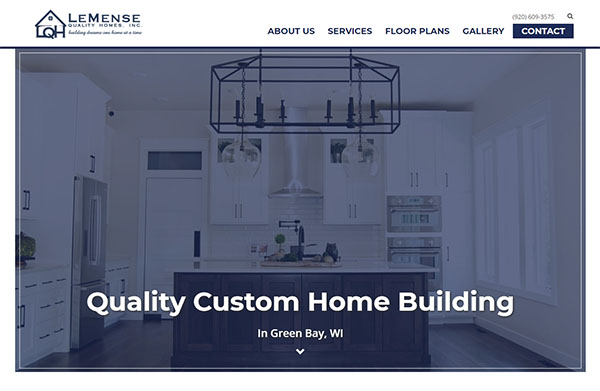 LeMense
Quality Homes, Inc.
building dreams one home at a time
LQH
(920) 609-3575
ABOUT US SERVICES FLOOR PLANS GALLERY CONTACT
Quality Custom Home Building
In Green Bay, WI